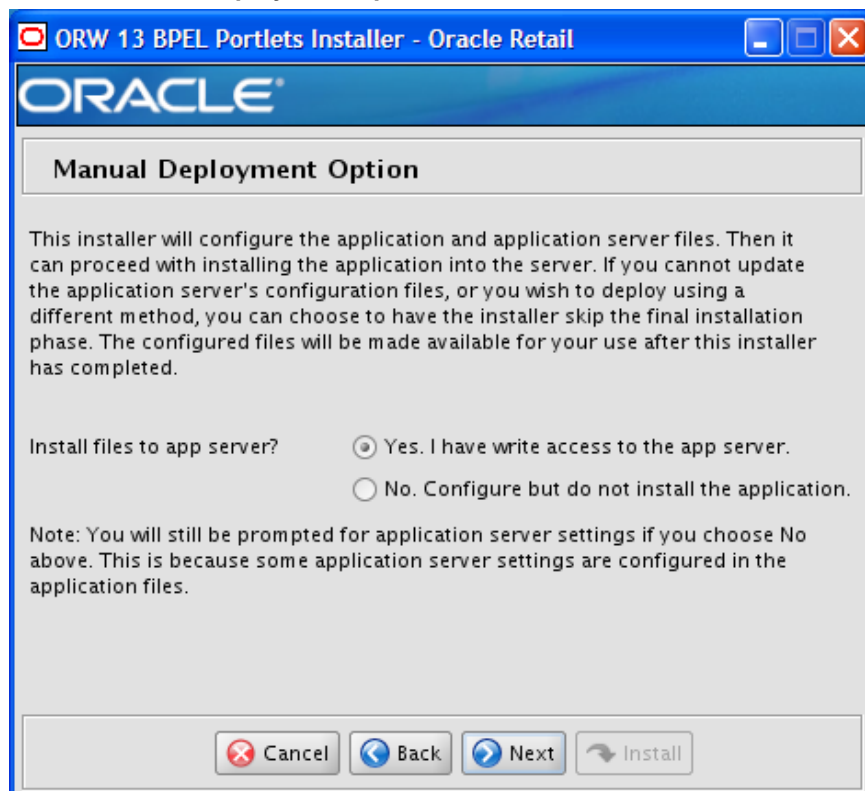 ORW 13 BPEL Portlets Installer - Oracle Retail
ORACLE®
Manual Deployment Option
This installer will configure the application and application server files. Then it
can proceed with installing the application into the server. If you cannot update
the application server's configuration files, or you wish to deploy using a
different method, you can choose to have the installer skip the final installation
phase. The configured files will be made available for your use after this installer
has completed.
Install files to app server?
Yes. I have write access to the app server.
No. Configure but do not install the application.
Note: You will still be prompted for application server settings if you choose No
above. This is because some application server settings are configured in the
application files.
Cancel
Back
Next
Install